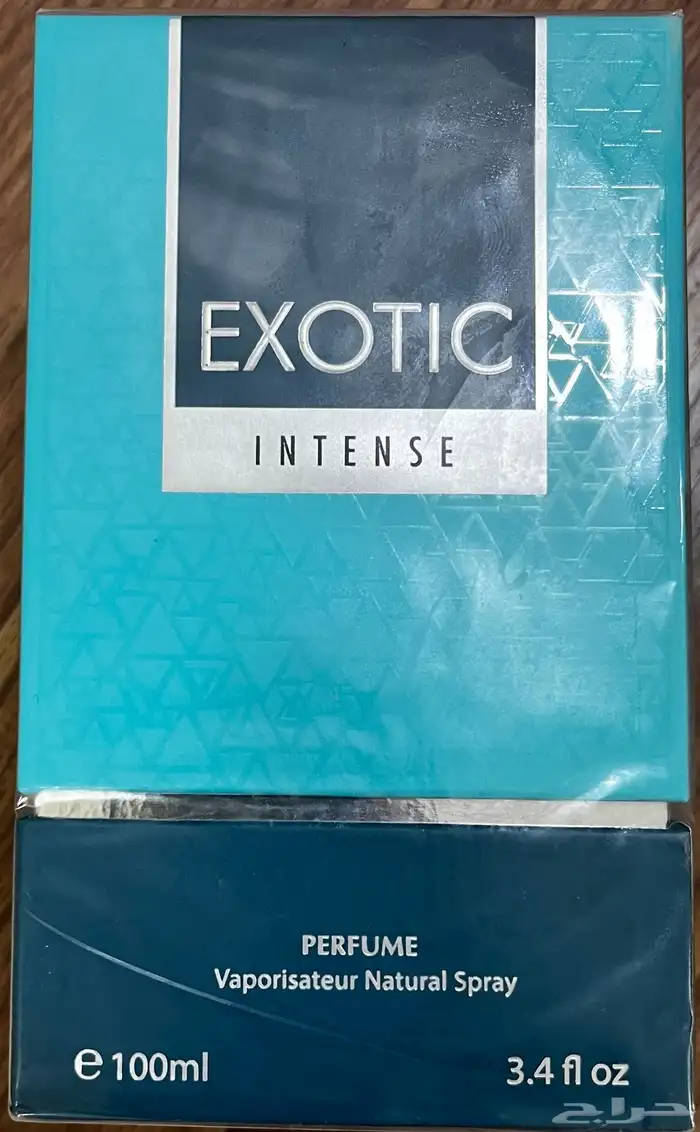 EXOTIC
INTENSE
PERFUME
Vaporisateur Natural Spray
℮ 100ml
3.4 fl oz
حراج